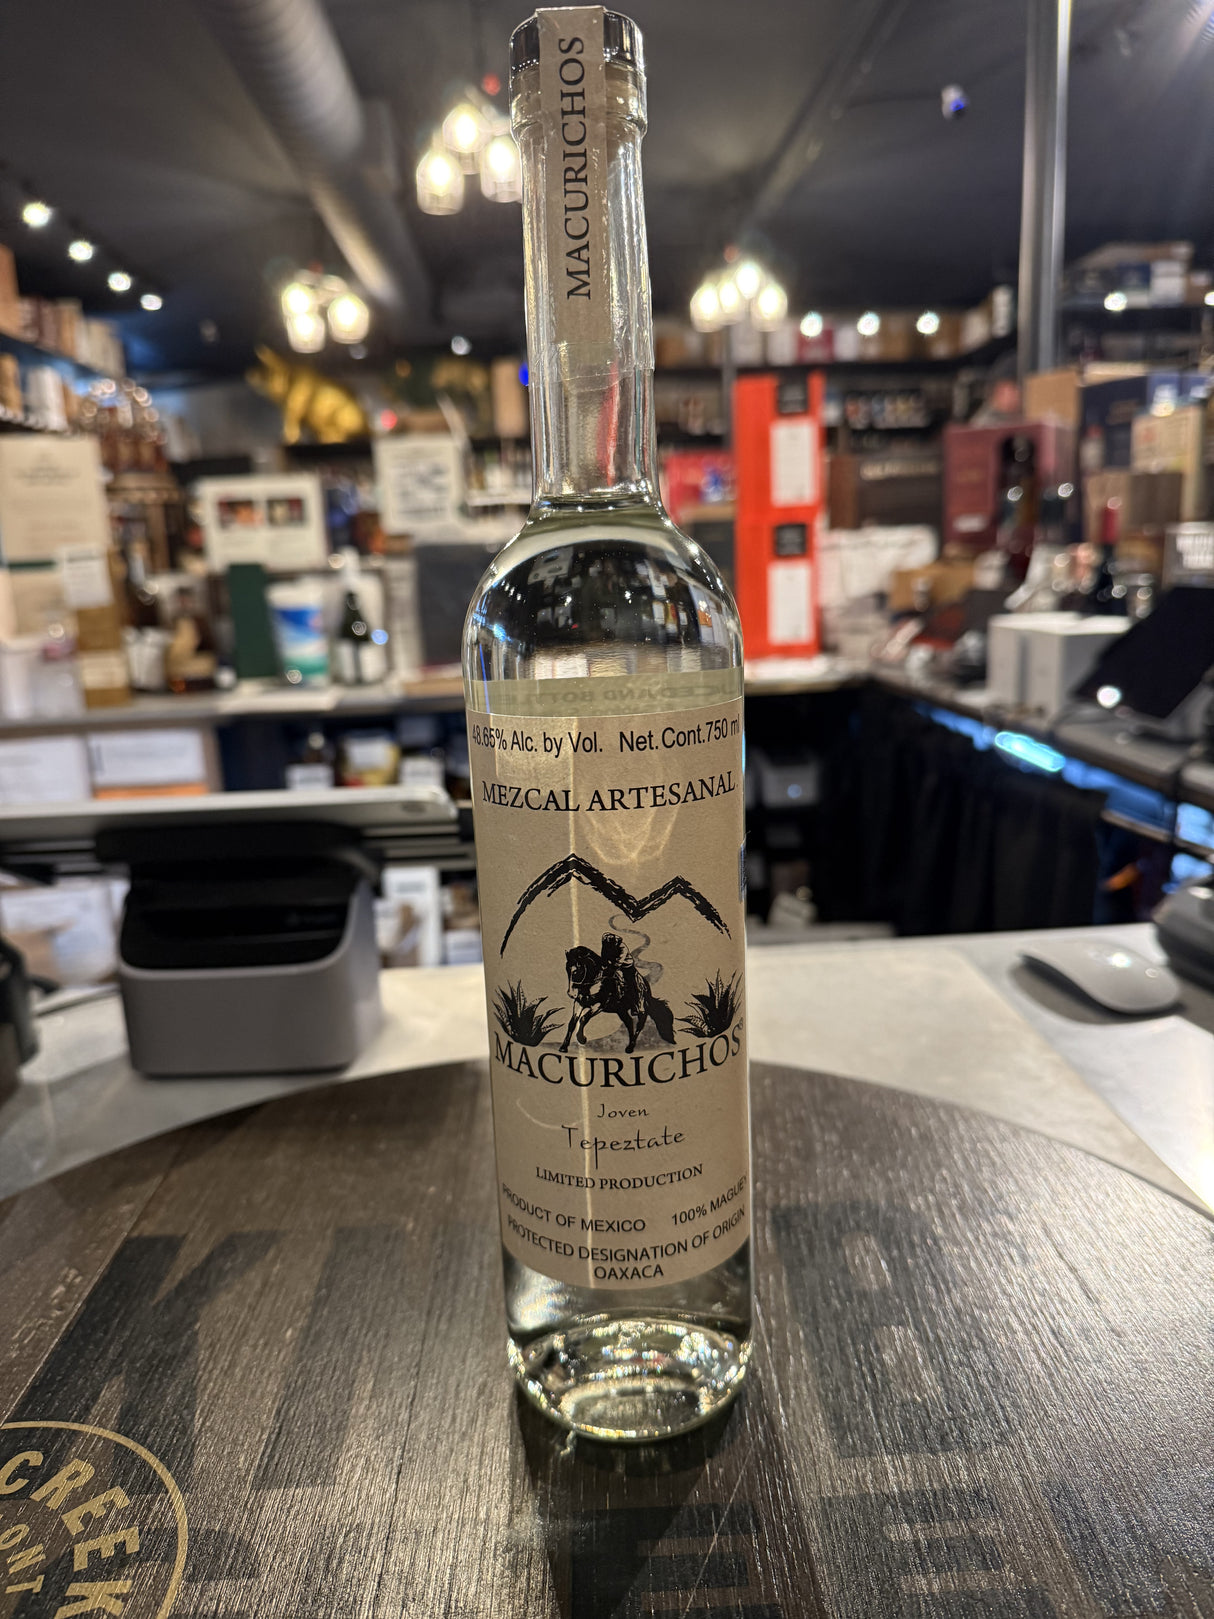 MACURICHOS
48.65% Alc. by Vol. Net. Cont. 750 ml
MEZCAL ARTESANAL
MACURICHOS®
Joven
Tepeztate
LIMITED PRODUCTION
PRODUCT OF MEXICO 100% MAGUEY
PROTECTED DESIGNATION OF ORIGIN
OAXACA
CREEK